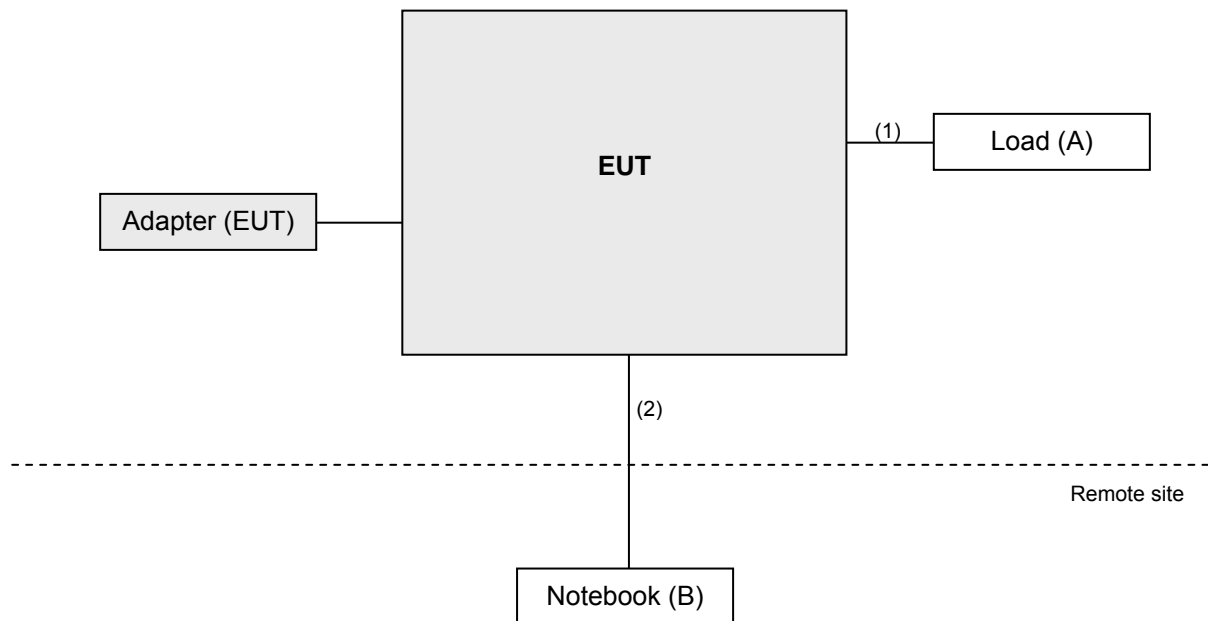 (1)
Load (A)
EUT
Adapter (EUT)
(2)
Remote site
Notebook (B)